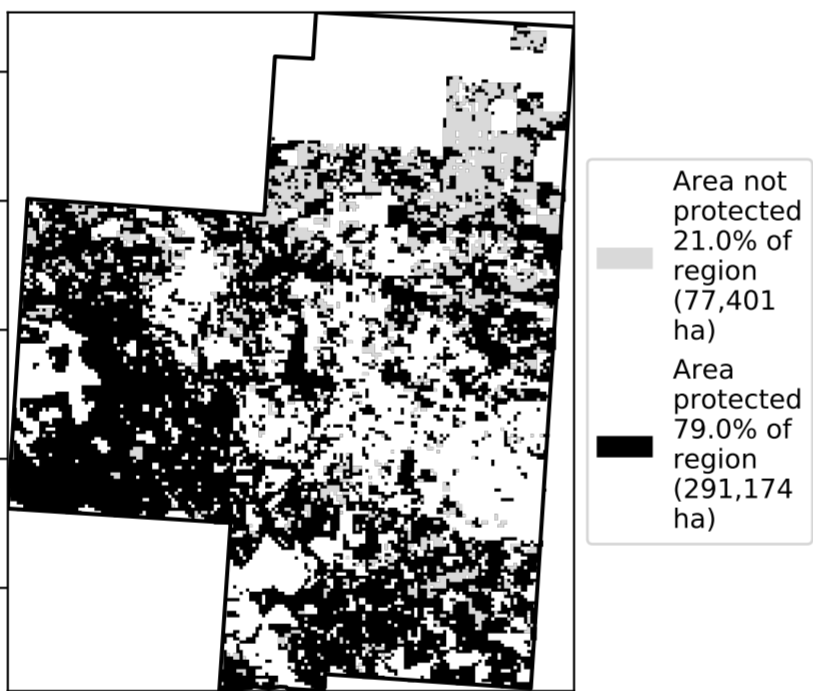 Area not
protected
21.0% of
region
(77,401
ha)
Area
protected
79.0% of
region
(291,174
ha)